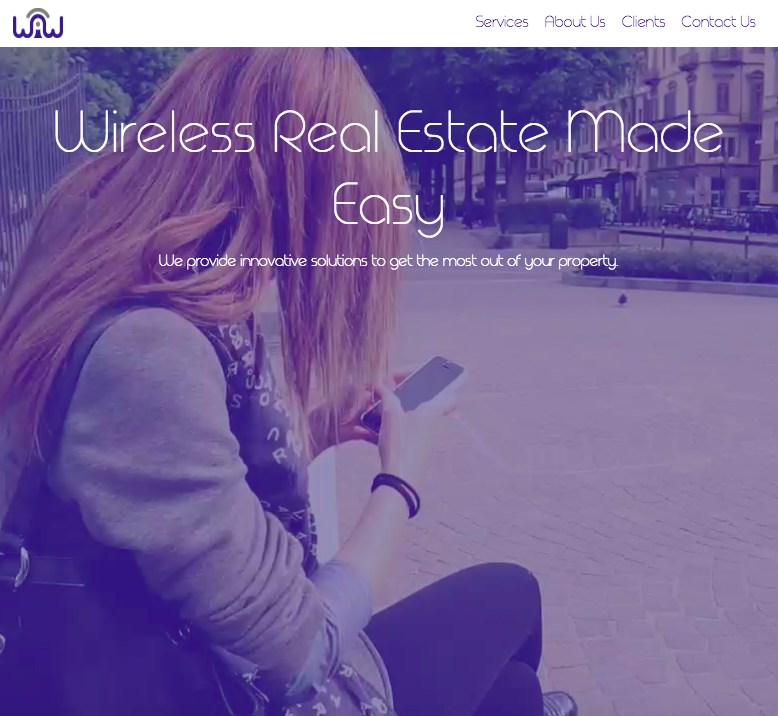 WiW
Services About Us Clients Contact Us
Wireless Real Estate Made
Easy
We provide innovative solutions to get the most out of your property.